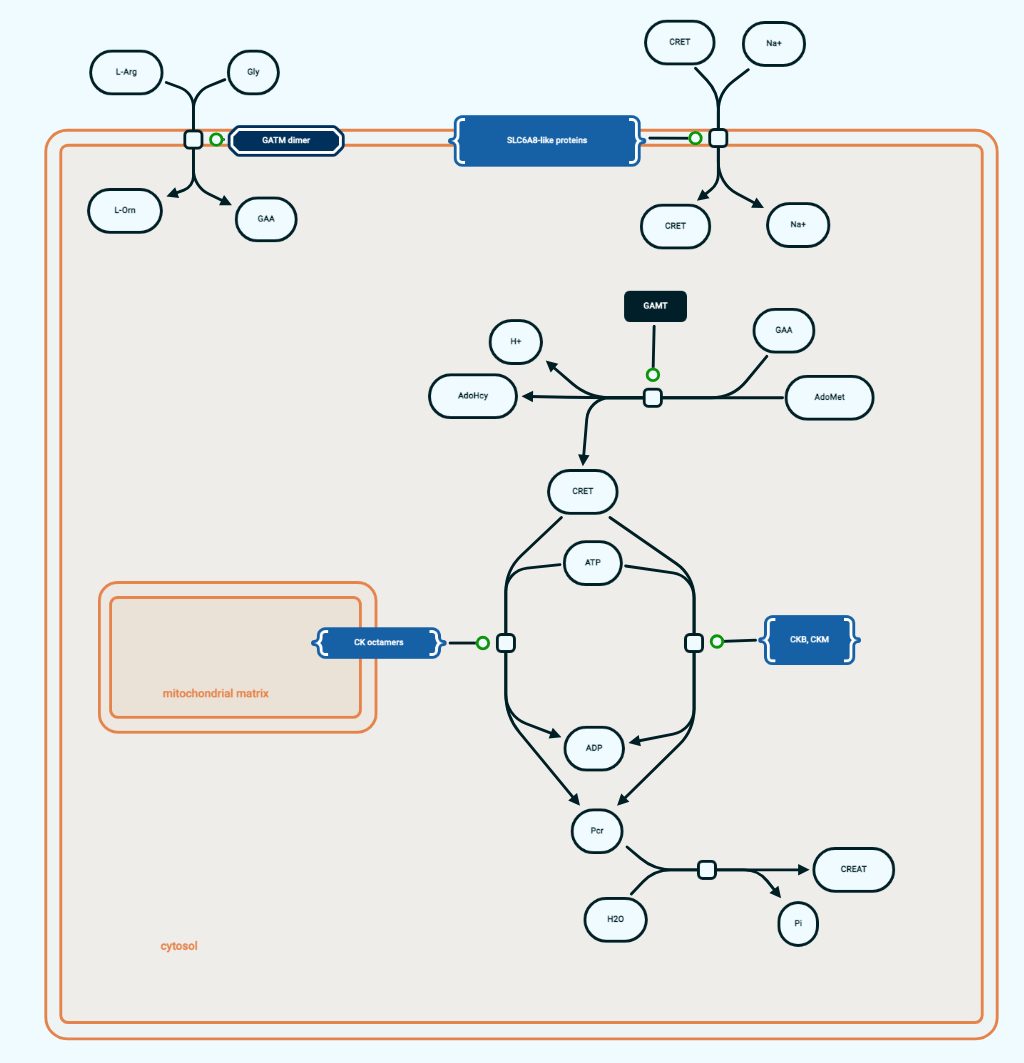 CRET
Na+
L-Arg
Gly
GATM dimer
SLC6A8-like proteins
L-Orn
GAA
CRET
Na+
GAMT
H+
GAA
AdoHcy
AdoMet
CRET
ATP
CK octamers
CKB, CKM
mitochondrial matrix
ADP
Pcr
CREAT
H2O
Pi
cytosol